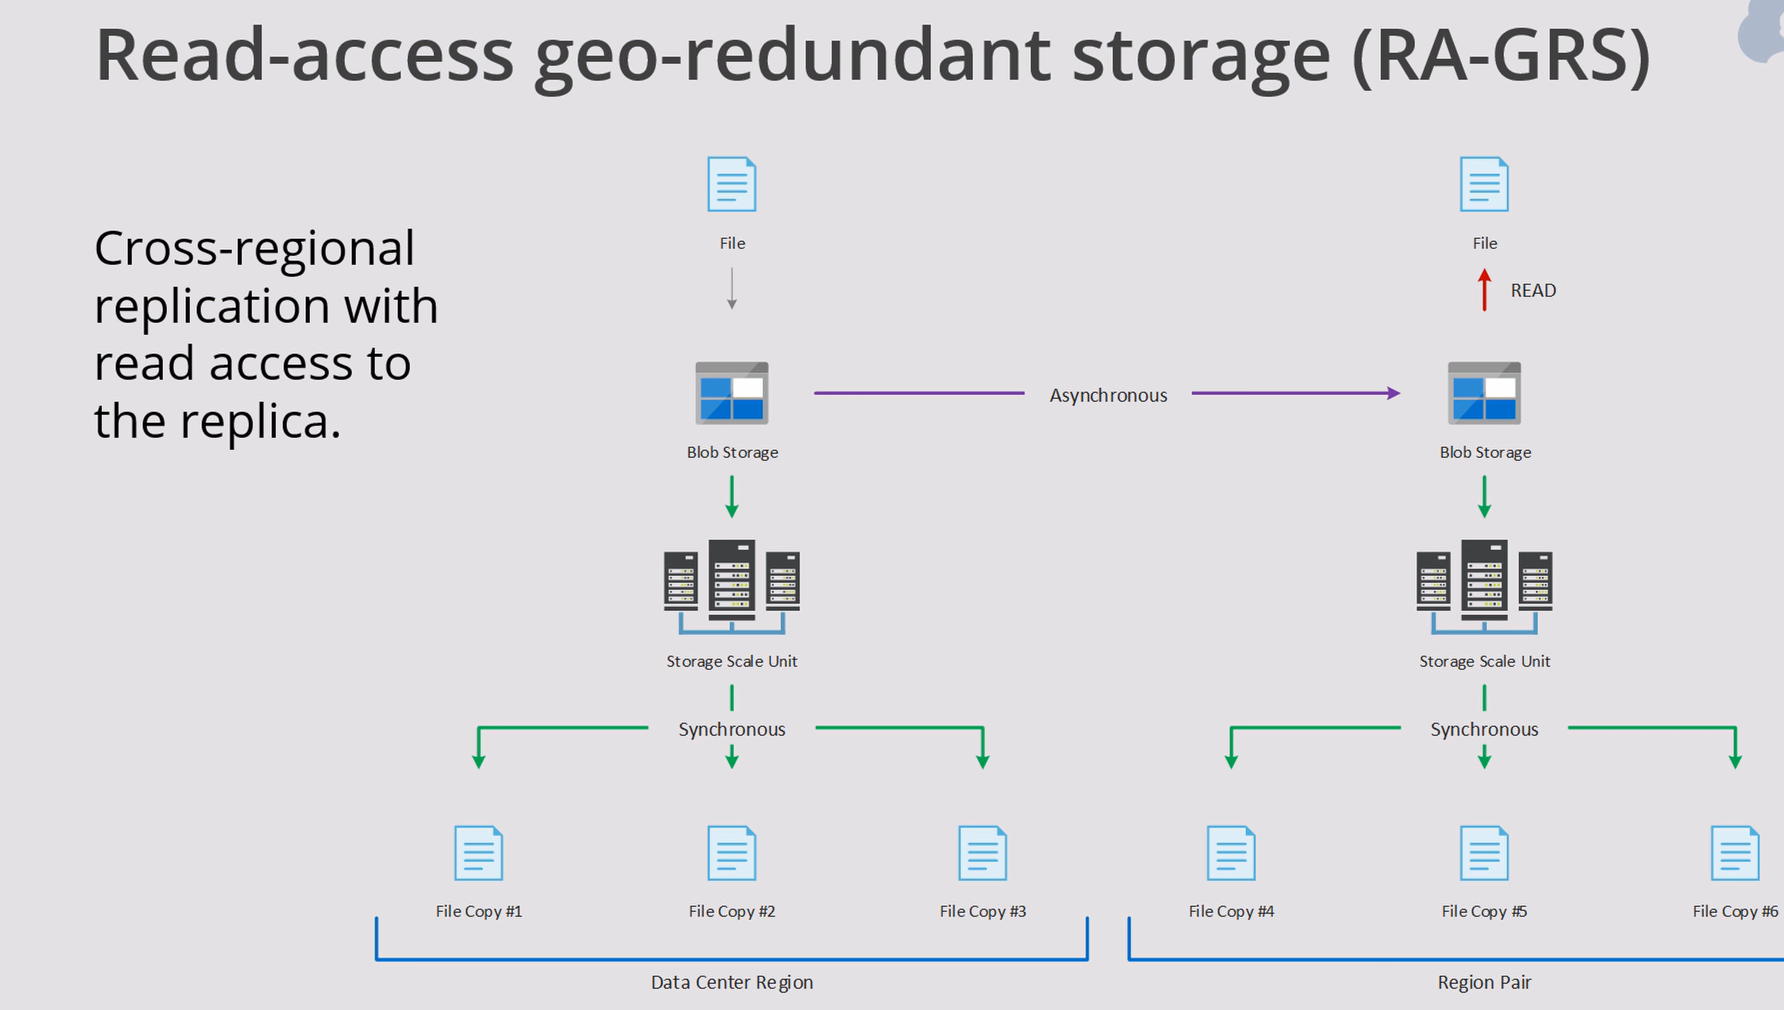 Read-access geo-redundant storage (RA-GRS)
Cross-regional
replication with
read access to
the replica.
File
File
READ
Asynchronous
Blob Storage
Blob Storage
Storage Scale Unit
Storage Scale Unit
Synchronous
Synchronous
File Copy #1
File Copy #2
File Copy #3
File Copy #4
File Copy #5
File Copy #6
Data Center Region
Region Pair